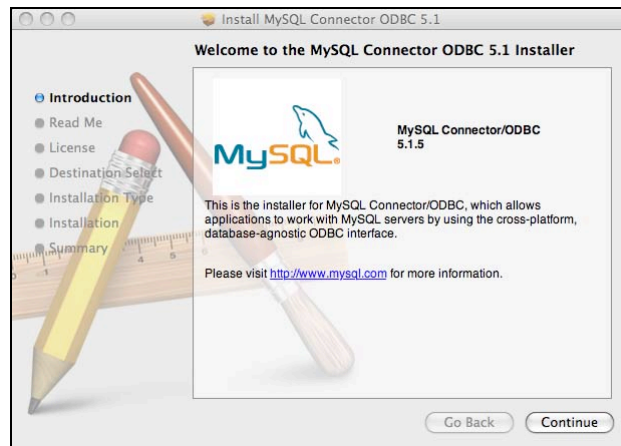 Install MySQL Connector ODBC 5.1
Welcome to the MySQL Connector ODBC 5.1 Installer
Introduction
Read Me
License
Destination Select
Installation Type
Installation
Summary
MySQL®
MySQL Connector/ODBC
5.1.5
This is the installer for MySQL Connector/ODBC, which allows
applications to work with MySQL servers by using the cross-platform,
database-agnostic ODBC interface.
Please visit http://www.mysql.com for more information.
4
5
Go Back
Continue